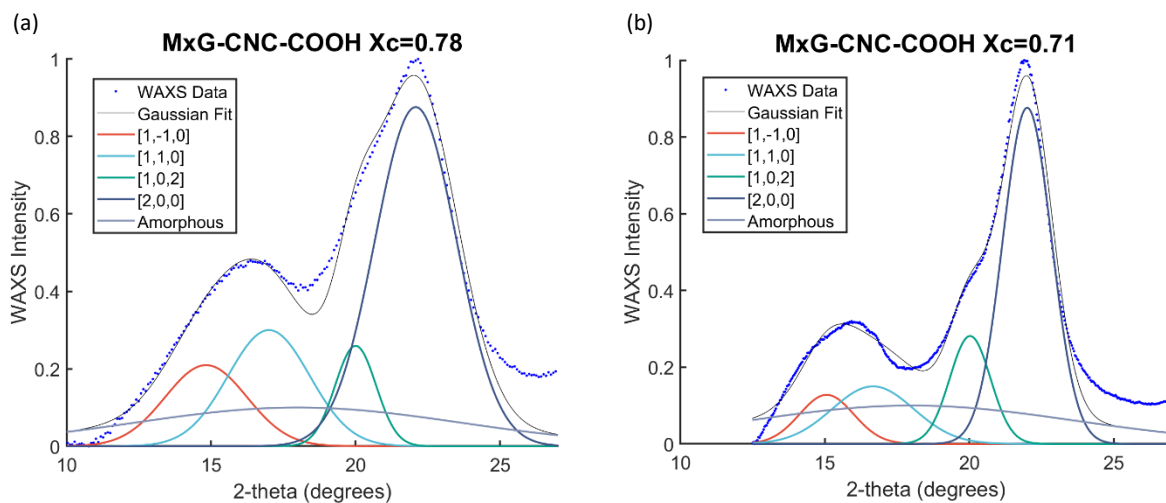 (a)
MxG-CNC-COOH Xc=0.78
WAXS Data
Gaussian Fit
[1,-1,0]
[1,1,0]
[1,0,2]
[2,0,0]
Amorphous
WAXS Intensity
1
0.8
0.6
0.4
0.2
0
10
15
20
25
2-theta (degrees)
(b)
MxG-CNC-COOH Xc=0.71
WAXS Data
Gaussian Fit
[1,-1,0]
[1,1,0]
[1,0,2]
[2,0,0]
Amorphous
WAXS Intensity
1
0.8
0.6
0.4
0.2
0
10
15
20
25
2-theta (degrees)